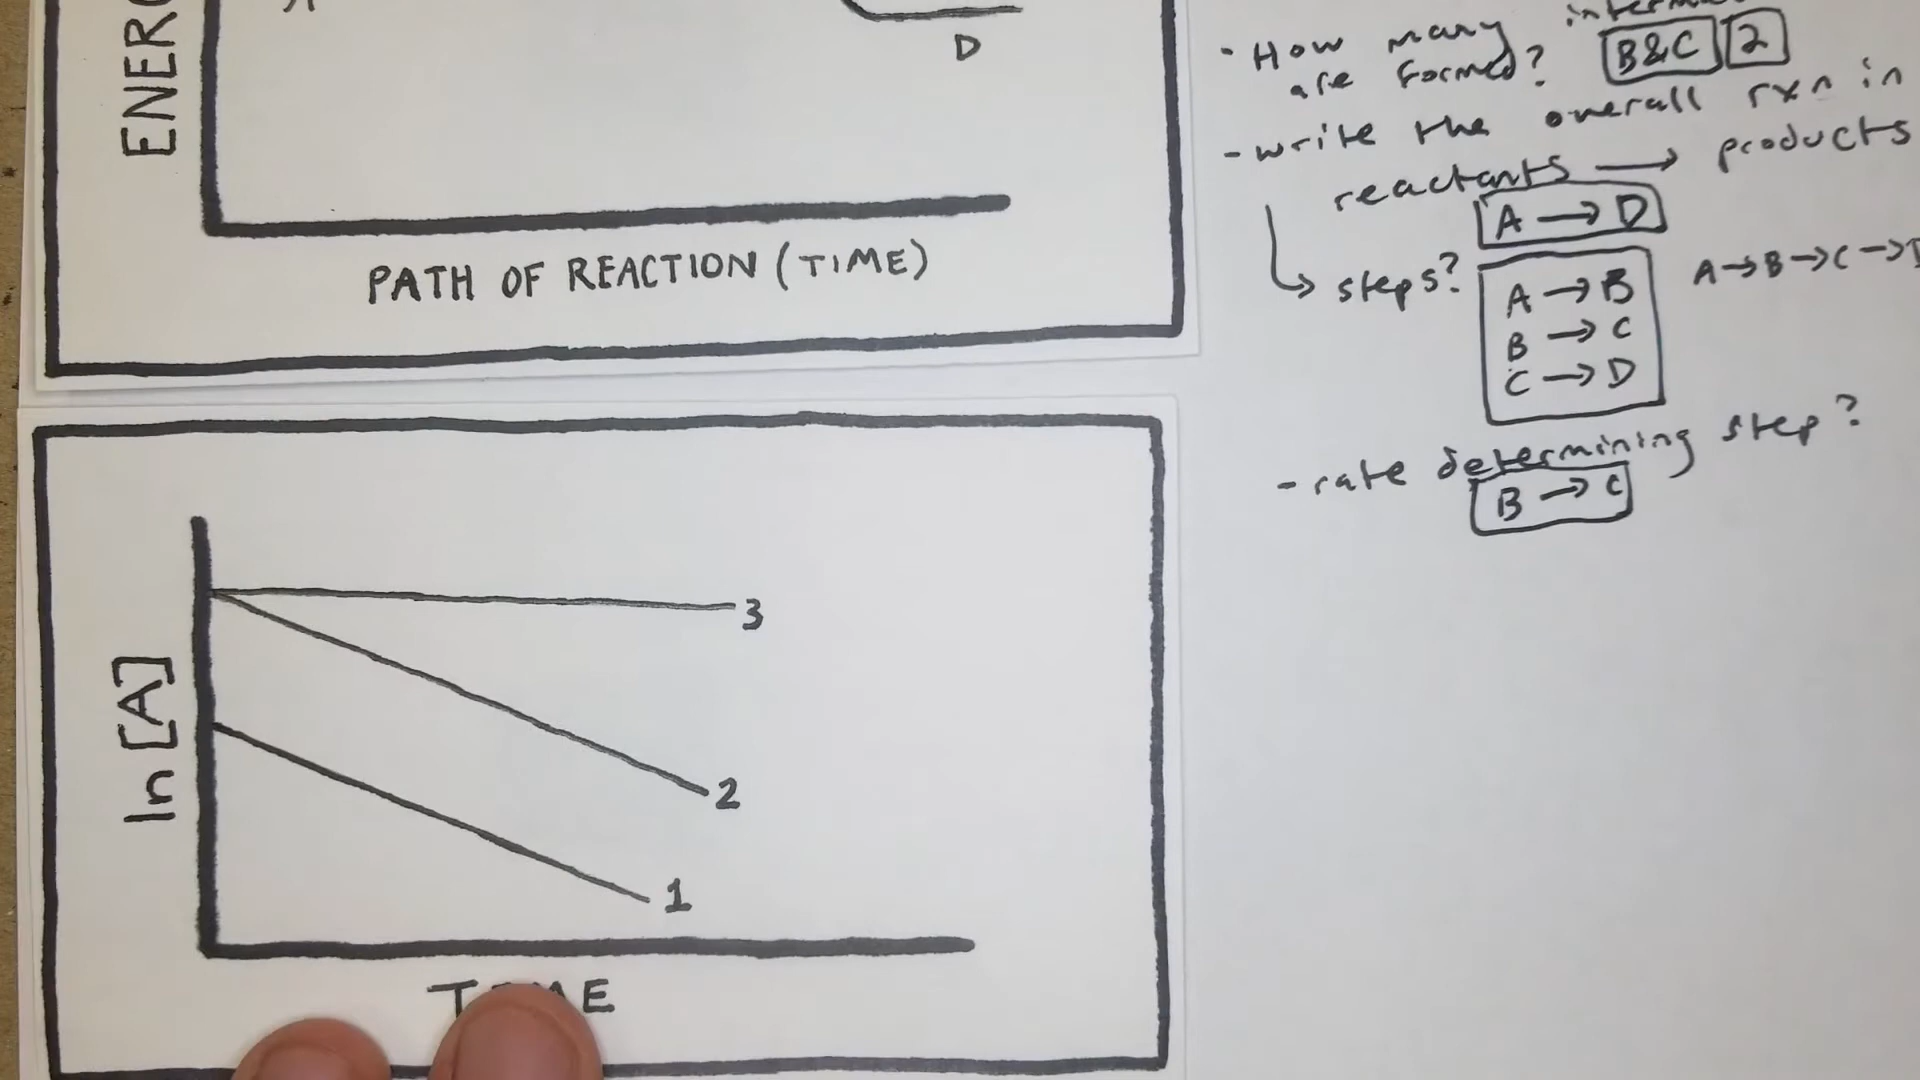 ENERG
D
PATH OF REACTION (TIME)
· How many
are formed? B&C 2
- write the overall rxn in
reactants → products
A → D
steps? A → B A→B→C→D
B → C
C → D
- rate determining step?
B → C
ln [A]
3
2
1